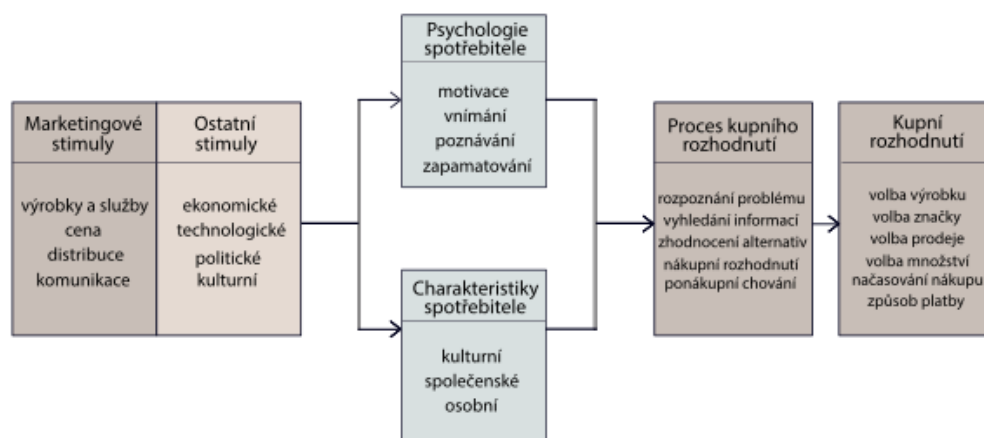 Marketingové
stimuly
výrobky a služby
cena
distribuce
komunikace
Ostatní
stimuly
ekonomické
technologické
politické
kulturní
Psychologie
spotřebitele
motivace
vnímání
poznávání
zapamatování
Charakteristiky
spotřebitele
kulturní
společenské
osobní
Proces kupního
rozhodnutí
rozpoznání problému
vyhledání informací
zhodnocení alternativ
nákupní rozhodnutí
ponákupní chování
Kupní
rozhodnutí
volba výrobku
volba značky
volba prodeje
volba množství
načasování nákupu
způsob platby